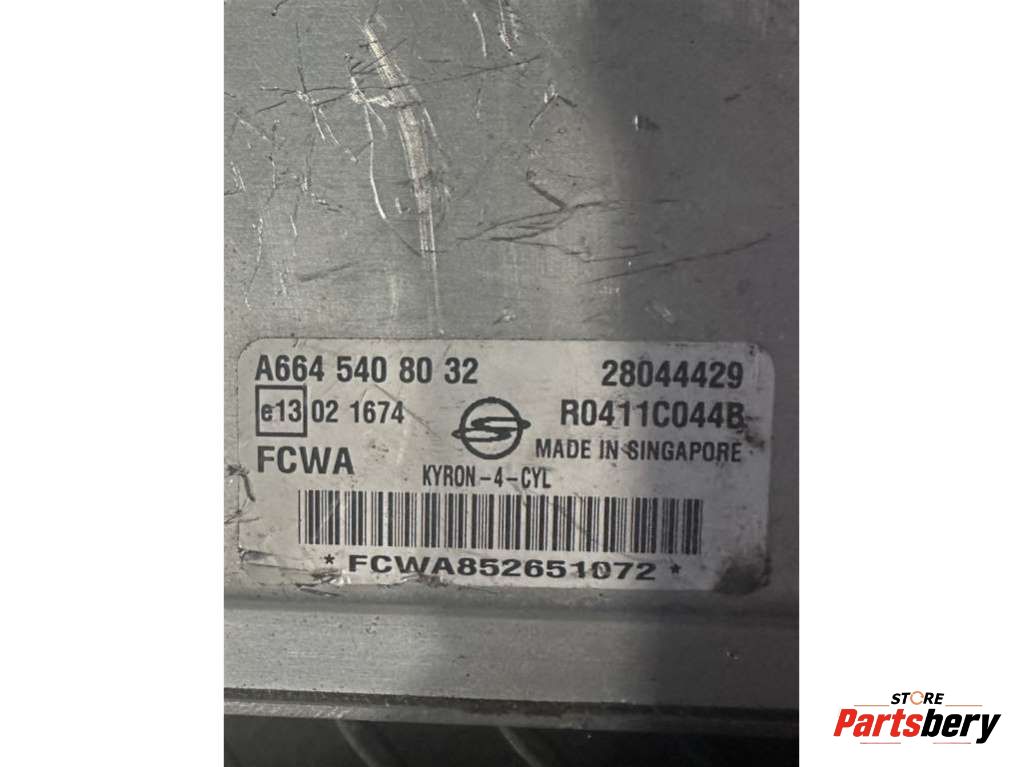 A664 540 80 32 28044429
e13 02 1674 R0411C044B
MADE IN SINGAPORE
FCWA
KYRON-4-CYL
* FCWA852651072 *
STORE
Partsbery